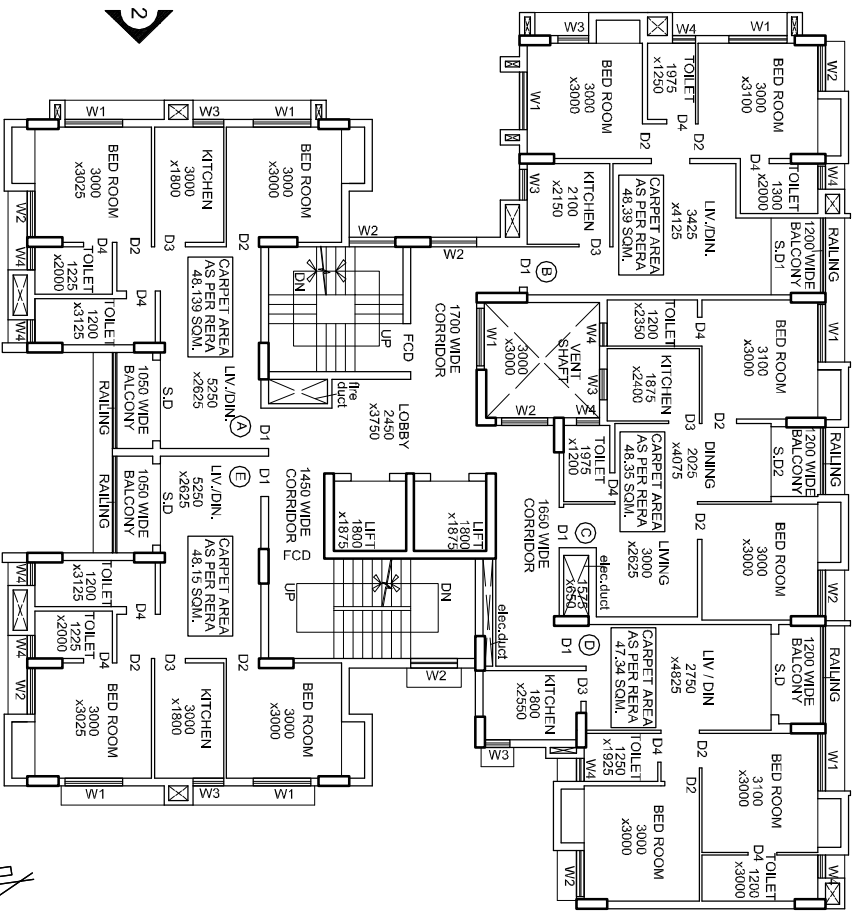 2
W3
W4
W1
W2
BED ROOM
3000
x3000
TOILET
1975
x1250
BED ROOM
3000
x3100
W1
D2
D4
D2
D4
TOILET
1300
x2000
W4
W3
KITCHEN
2100
x2150
D3
CARPET AREA
AS PER RERA
48.39 SQM.
LIV./DIN.
3425
x4125
S.D1
1200 WIDE
BALCONY
RAILING
D1
B
W1
W3
W1
BED ROOM
3000
x3025
KITCHEN
3000
x1800
BED ROOM
3000
x3000
W2
W2
W2
W4
TOILET
1225
x2000
D4
D2
D3
D2
W4
TOILET
1200
x3125
D4
CARPET AREA
AS PER RERA
48.139 SQM.
LIV./DIN.
5250
x2625
S.D
1050 WIDE
BALCONY
RAILING
A
D1
DN
UP
FCD
fire
duct
1700 WIDE
CORRIDOR
LOBBY
2450
x3750
W1
VENT
SHAFT
3000
x3000
W4
W3
W2
W4
TOILET
1200
x2350
D4
BED ROOM
3100
x3000
W1
KITCHEN
1875
x2400
D3
D2
DINING
2025
x4075
S.D2
1200 WIDE
BALCONY
RAILING
CARPET AREA
AS PER RERA
48.35 SQM.
TOILET
1975
x1200
D4
D2
LIVING
3000
x2625
BED ROOM
3000
x3000
W2
D1
C
1650 WIDE
CORRIDOR
elec.duct
1575
x650
LIFT
1800
x1875
LIFT
1800
x1875
1450 WIDE
CORRIDOR
FCD
UP
DN
elec.duct
W2
D1
E
LIV./DIN.
5250
x2625
S.D
1050 WIDE
BALCONY
RAILING
CARPET AREA
AS PER RERA
48.15 SQM.
W4
TOILET
1200
x3125
D4
W4
TOILET
1225
x2000
D4
D2
D3
D2
W2
BED ROOM
3000
x3025
KITCHEN
3000
x1800
BED ROOM
3000
x3000
W1
W3
W1
D1
D
CARPET AREA
AS PER RERA
47.34 SQM.
LIV / DIN
2750
x4825
S.D
1200 WIDE
BALCONY
RAILING
D3
KITCHEN
1800
x2550
W3
W4
TOILET
1250
x1925
D4
D2
D2
BED ROOM
3100
x3000
W1
BED ROOM
3000
x3000
W2
D4
TOILET
1200
x3000
W4